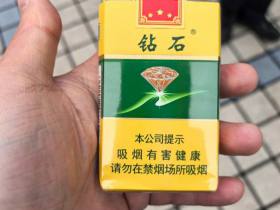 钻石
本公司提示
吸烟有害健康
请勿在禁烟场所吸烟